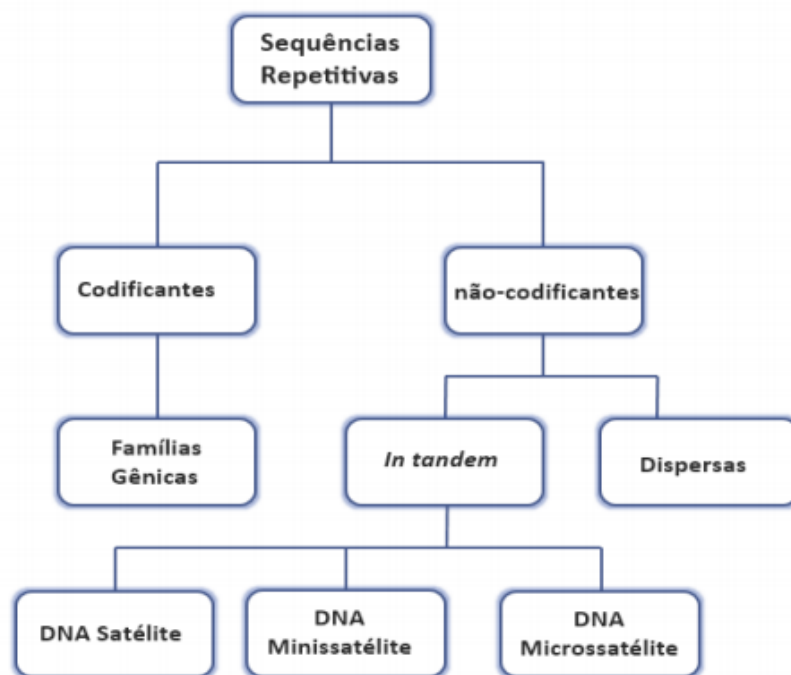 Sequências
Repetitivas
Codificantes
não-codificantes
Famílias
Gênicas
In tandem
Dispersas
DNA Satélite
DNA
Minissatélite
DNA
Microssatélite